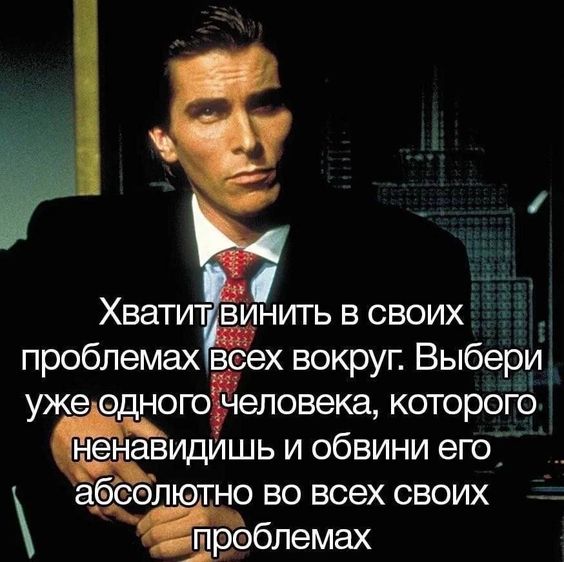 Хватит винить в своих
проблемах всех вокруг. Выбери
уже одного человека, которого
ненавидишь и обвини его
абсолютно во всех своих
проблемах